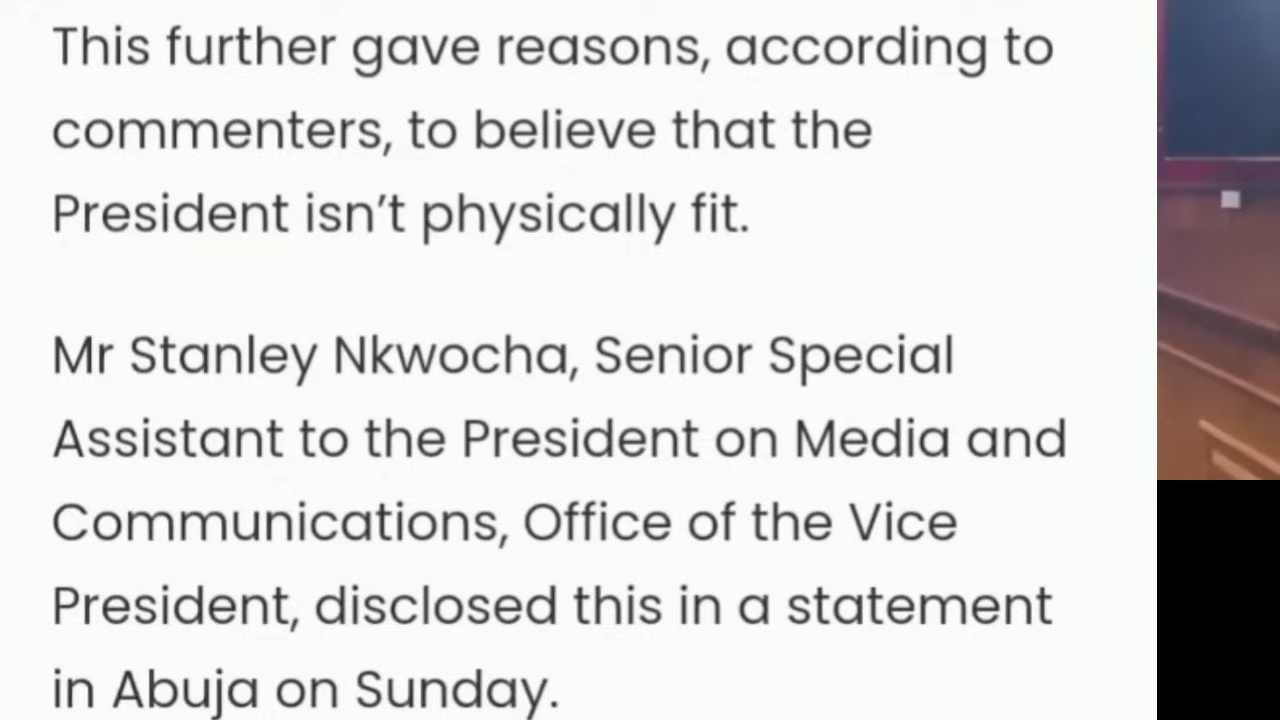 This further gave reasons, according to
commenters, to believe that the
President isn’t physically fit.
Mr Stanley Nkwocha, Senior Special
Assistant to the President on Media and
Communications, Office of the Vice
President, disclosed this in a statement
in Abuja on Sunday.